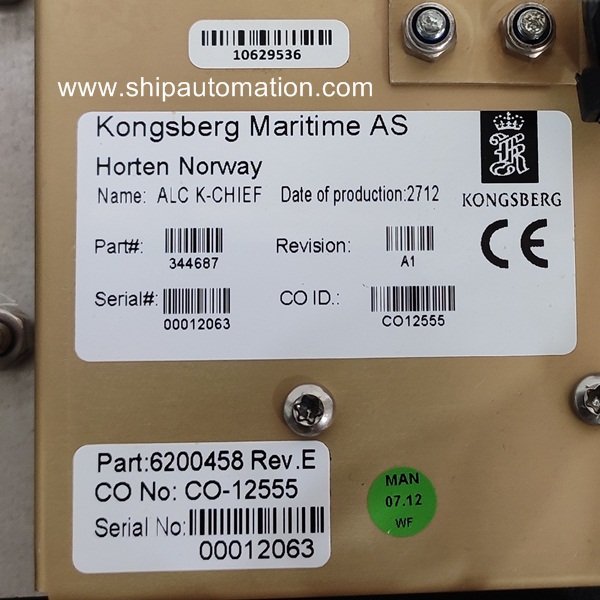 10629536
www.shipautomation.com
Kongsberg Maritime AS
Horten Norway
Name: ALC K-CHIEF Date of production:2712
KONGSBERG
Part#: 344687
Revision: A1
CE
Serial#: 00012063
CO ID.: CO12555
Part:6200458 Rev.E
CO No: CO-12555
Serial No: 00012063
MAN
07.12
WF